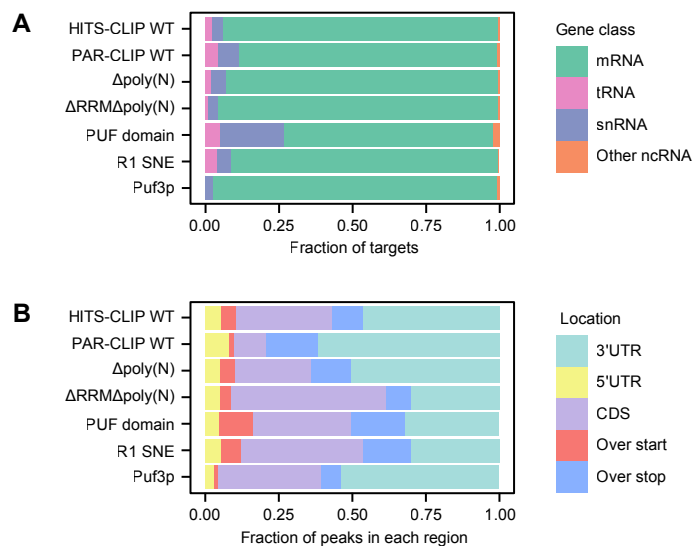 A
HITS-CLIP WT
PAR-CLIP WT
Δpoly(N)
ΔRRMΔpoly(N)
PUF domain
R1 SNE
Puf3p
0.00 0.25 0.50 0.75 1.00
Fraction of targets
Gene class
mRNA
tRNA
snRNA
Other ncRNA
B
HITS-CLIP WT
PAR-CLIP WT
Δpoly(N)
ΔRRMΔpoly(N)
PUF domain
R1 SNE
Puf3p
0.00 0.25 0.50 0.75 1.00
Fraction of peaks in each region
Location
3'UTR
5'UTR
CDS
Over start
Over stop